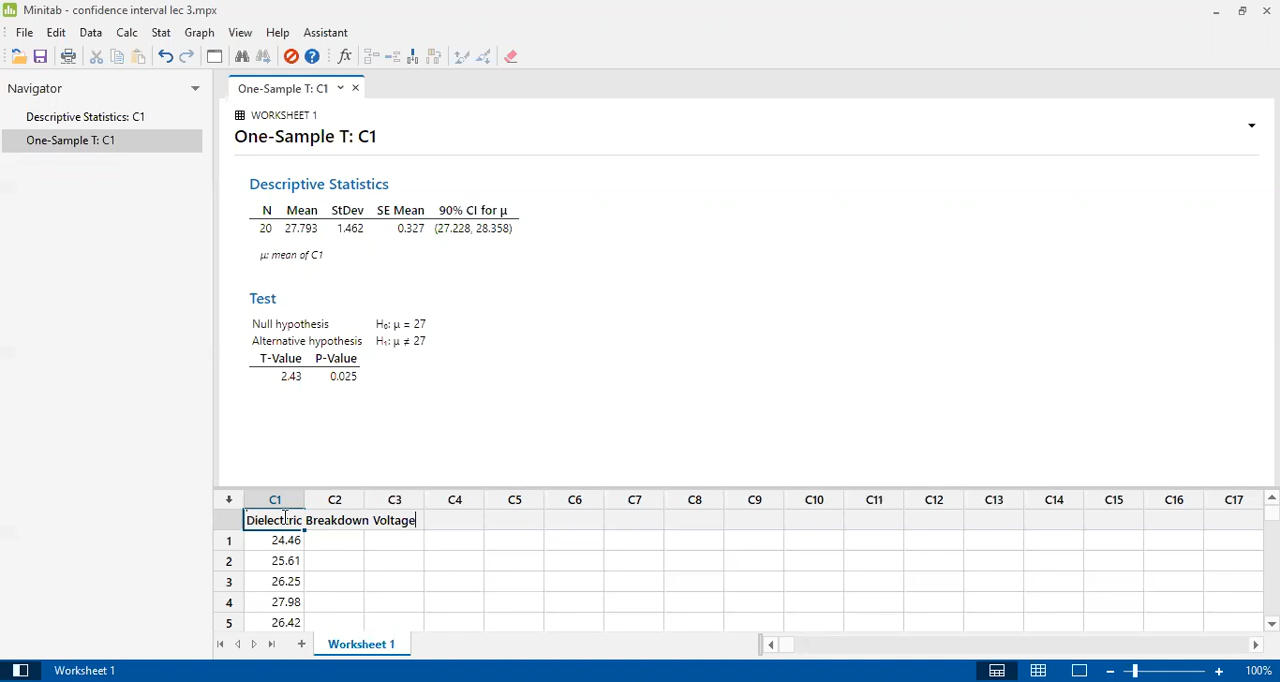 Minitab - confidence interval lec 3.mpx
File Edit Data Calc Stat Graph View Help Assistant
Navigator
Descriptive Statistics: C1
One-Sample T: C1
One-Sample T: C1
WORKSHEET 1
One-Sample T: C1
Descriptive Statistics
N Mean StDev SE Mean 90% CI for μ
20 27.793 1.462 0.327 (27.228, 28.358)
μ: mean of C1
Test
Null hypothesis H₀: μ = 27
Alternative hypothesis H₁: μ ≠ 27
T-Value P-Value
2.43 0.025
C1 C2 C3 C4 C5 C6 C7 C8 C9 C10 C11 C12 C13 C14 C15 C16 C17
Dielectric Breakdown Voltage
1 24.46
2 25.61
3 26.25
4 27.98
5 26.42
Worksheet 1
Worksheet 1 100%